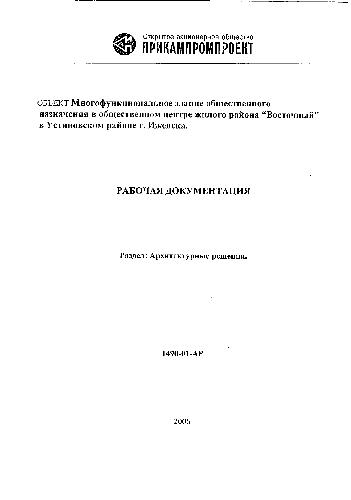 Открытое акционерное общество
ПРИКАМПРОМПРОЕКТ
ОБЪЕКТ Многофункциональное здание общественного
назначения в общественном центре жилого района "Восточный"
в Устиновском районе г. Ижевска.
РАБОЧАЯ ДОКУМЕНТАЦИЯ
Раздел: Архитектурные решения.
1490-01-АР
2005